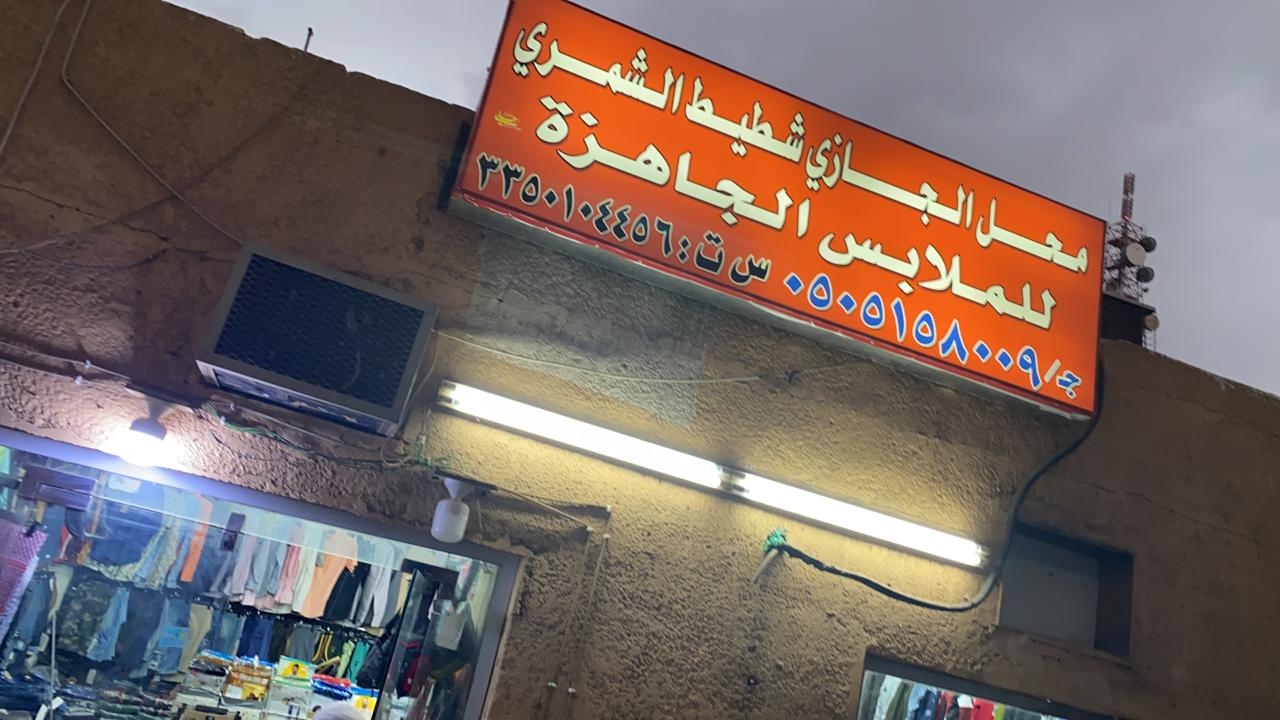 محل الجازي شطيط الشمري
للملابس الجاهزة
ج/٠٥٠٥١٥٨٠٠٩ س ت: ٣٣٥٠١٠٤٤٥٦